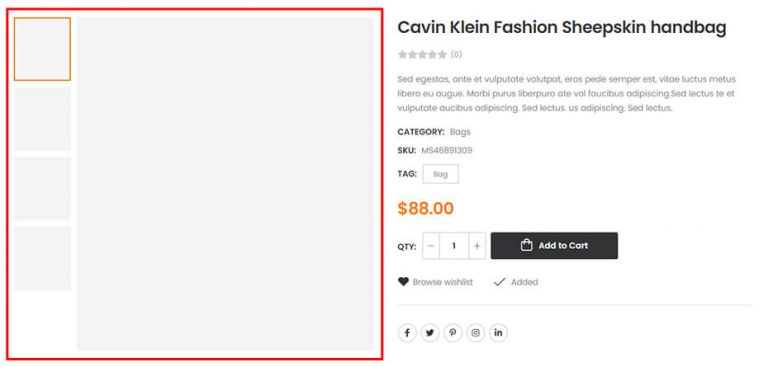 Cavin Klein Fashion Sheepskin handbag
(0)
Sed egestas, ante et vulputate volutpat, eros pede semper est, vitae luctus metus
libero eu augue. Morbi purus liberpuro ate vol faucibus adipiscing.Sed lectus te et
vulputate aucibus adipiscing. Sed lectus. us adipiscing. Sed lectus.
CATEGORY: Bags
SKU: MS46891309
TAG: Bag
$88.00
QTY: − 1 + Add to Cart
Browse wishlist Added